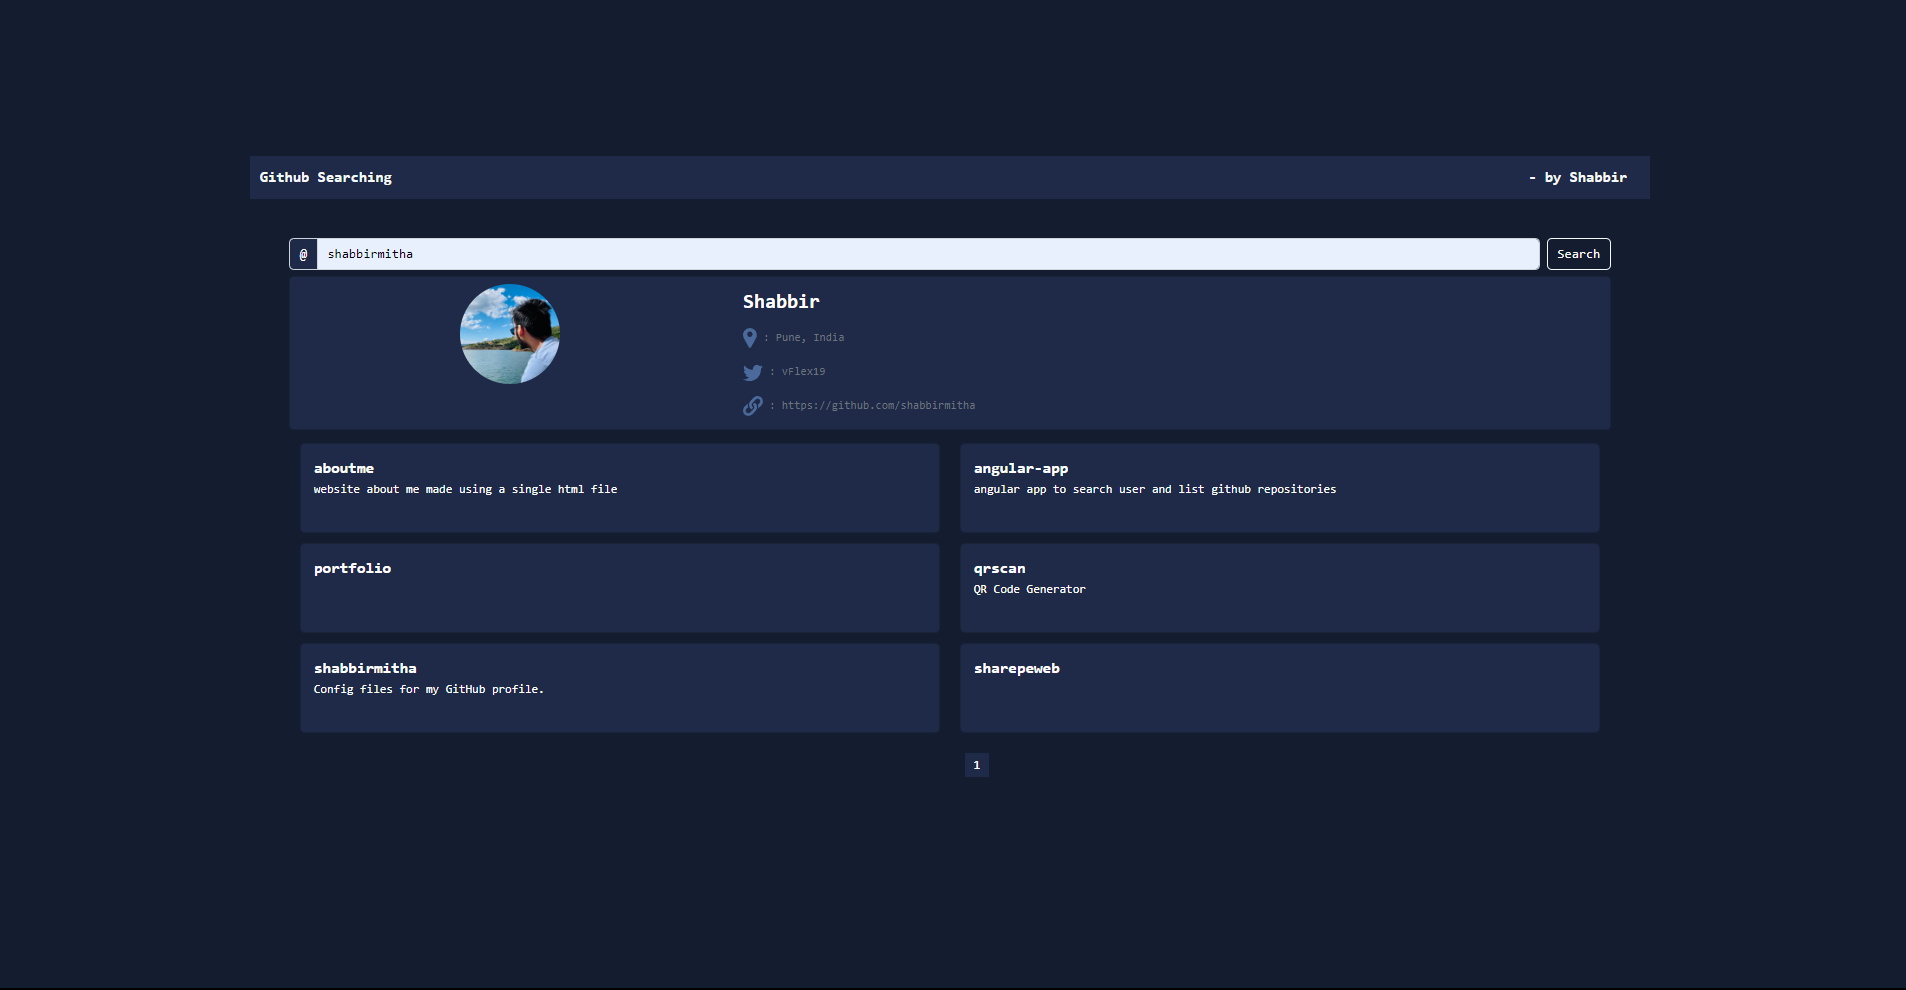 Github Searching
- by Shabbir
@ shabbirmitha Search
Shabbir
: Pune, India
: vFlex19
: https://github.com/shabbirmitha
aboutme
website about me made using a single html file
angular-app
angular app to search user and list github repositories
portfolio
qrscan
QR Code Generator
shabbirmitha
Config files for my GitHub profile.
sharepeweb
1